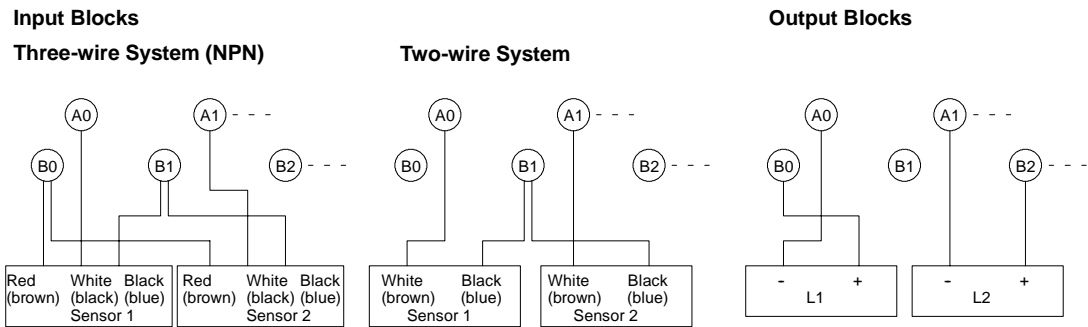 Input Blocks
Output Blocks
Three-wire System (NPN)
Two-wire System
A0 A1 - - -
B0 B1 B2 - - -
Red (brown) White (black) Black (blue)
Sensor 1
Red (brown) White (black) Black (blue)
Sensor 2
A0 A1 - - -
B0 B1 B2 - - -
White (brown) Black (blue)
Sensor 1
White (brown) Black (blue)
Sensor 2
A0 A1 - - -
B0 B1 B2 - - -
- +
L1
- +
L2